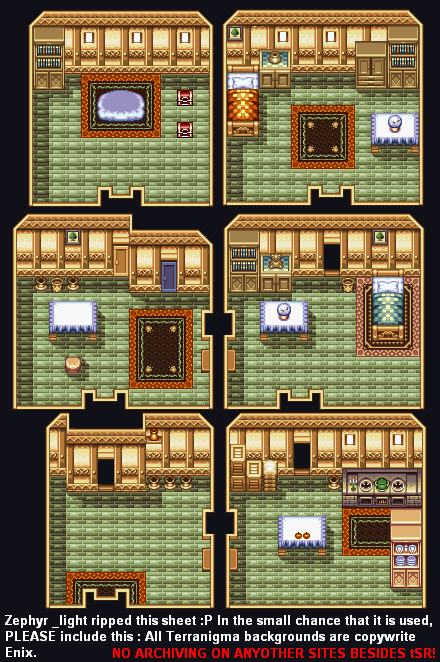 Zephyr _light ripped this sheet :P In the small chance that it is used,
PLEASE include this : All Terranigma backgrounds are copywrite
Enix. NO ARCHIVING ON ANYOTHER SITES BESIDES tSR!